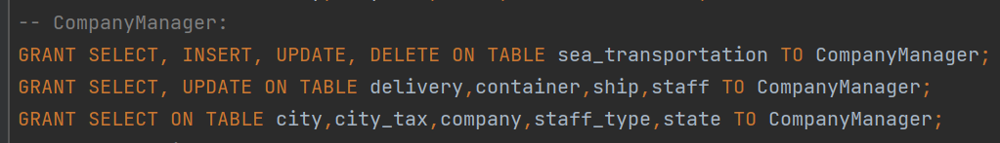 -- CompanyManager:
GRANT SELECT, INSERT, UPDATE, DELETE ON TABLE sea_transportation TO CompanyManager;
GRANT SELECT, UPDATE ON TABLE delivery,container,ship,staff TO CompanyManager;
GRANT SELECT ON TABLE city,city_tax,company,staff_type,state TO CompanyManager;